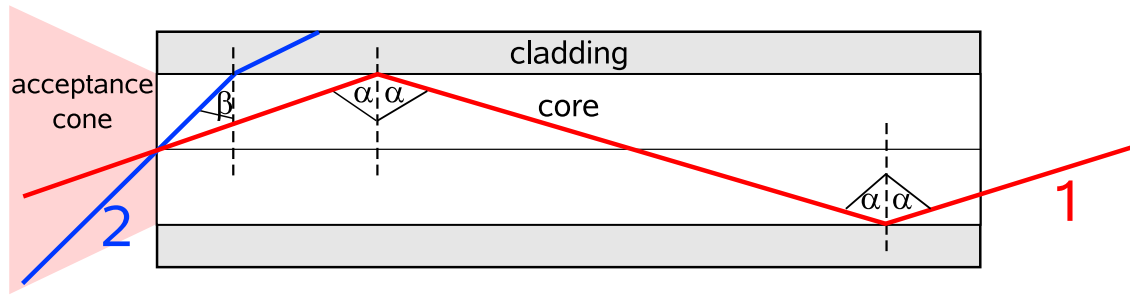 cladding
acceptance
cone
β
α α
core
α α
1
2